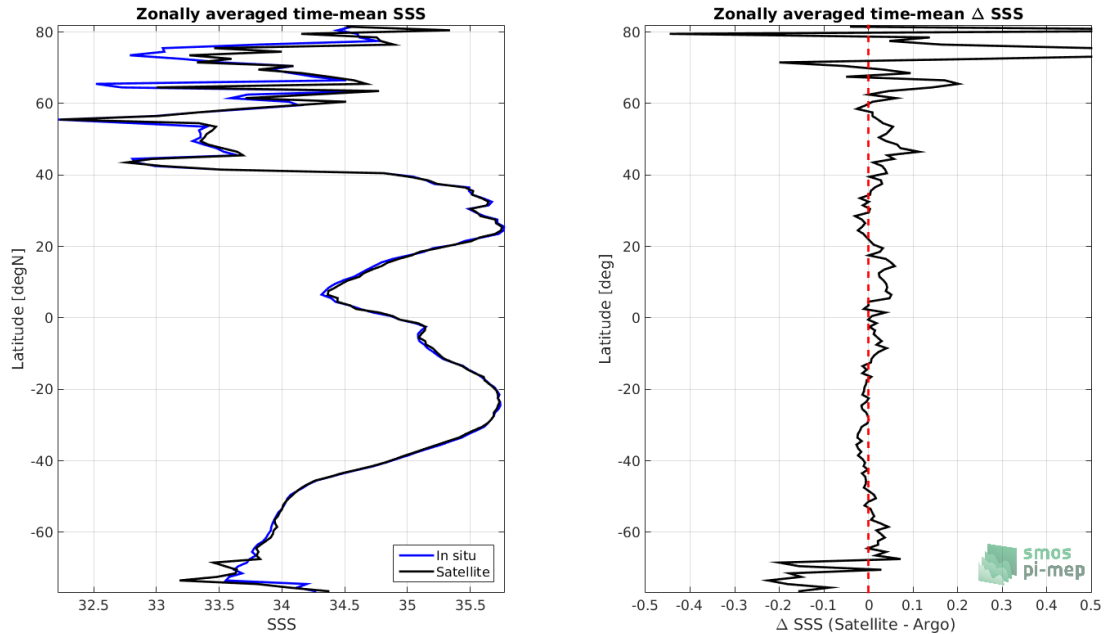 Zonally averaged time-mean SSS
80
60
40
20
0
-20
-40
-60
Latitude [degN]
32.5 33 33.5 34 34.5 35 35.5
SSS
In situ
Satellite
Zonally averaged time-mean Δ SSS
80
60
40
20
0
-20
-40
-60
Latitude [deg]
-0.5 -0.4 -0.3 -0.2 -0.1 0 0.1 0.2 0.3 0.4 0.5
Δ SSS (Satellite - Argo)
smos
pi-mep